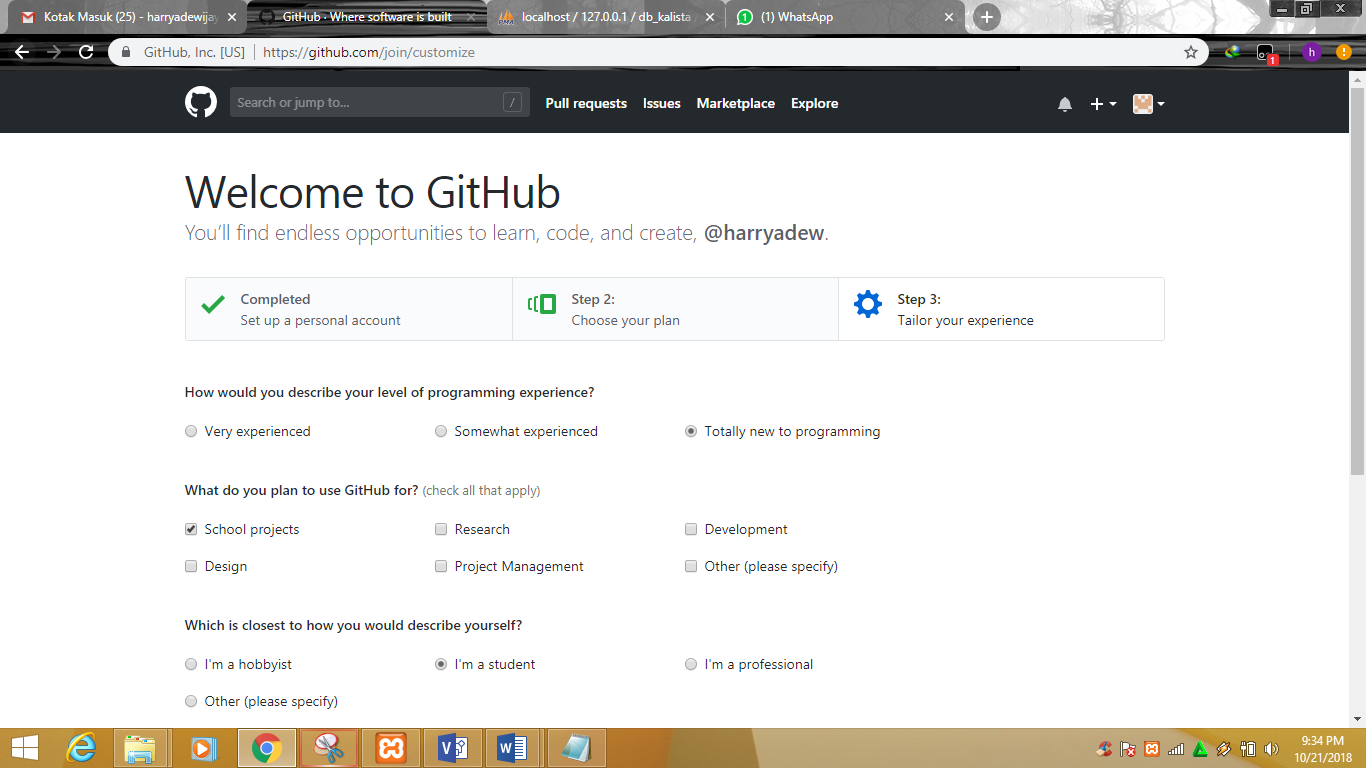 Kotak Masuk (25) - harryadewija
GitHub · Where software is built
localhost / 127.0.0.1 / db_kalista
(1) WhatsApp
GitHub, Inc. [US] | https://github.com/join/customize
h
1
Search or jump to... /
Pull requests Issues Marketplace Explore
Welcome to GitHub
You'll find endless opportunities to learn, code, and create, @harryadew.
Completed
Set up a personal account
Step 2:
Choose your plan
Step 3:
Tailor your experience
How would you describe your level of programming experience?
Very experienced Somewhat experienced Totally new to programming
What do you plan to use GitHub for? (check all that apply)
School projects Research Development
Design Project Management Other (please specify)
Which is closest to how you would describe yourself?
I'm a hobbyist I'm a student I'm a professional
Other (please specify)
9:34 PM
10/21/2018